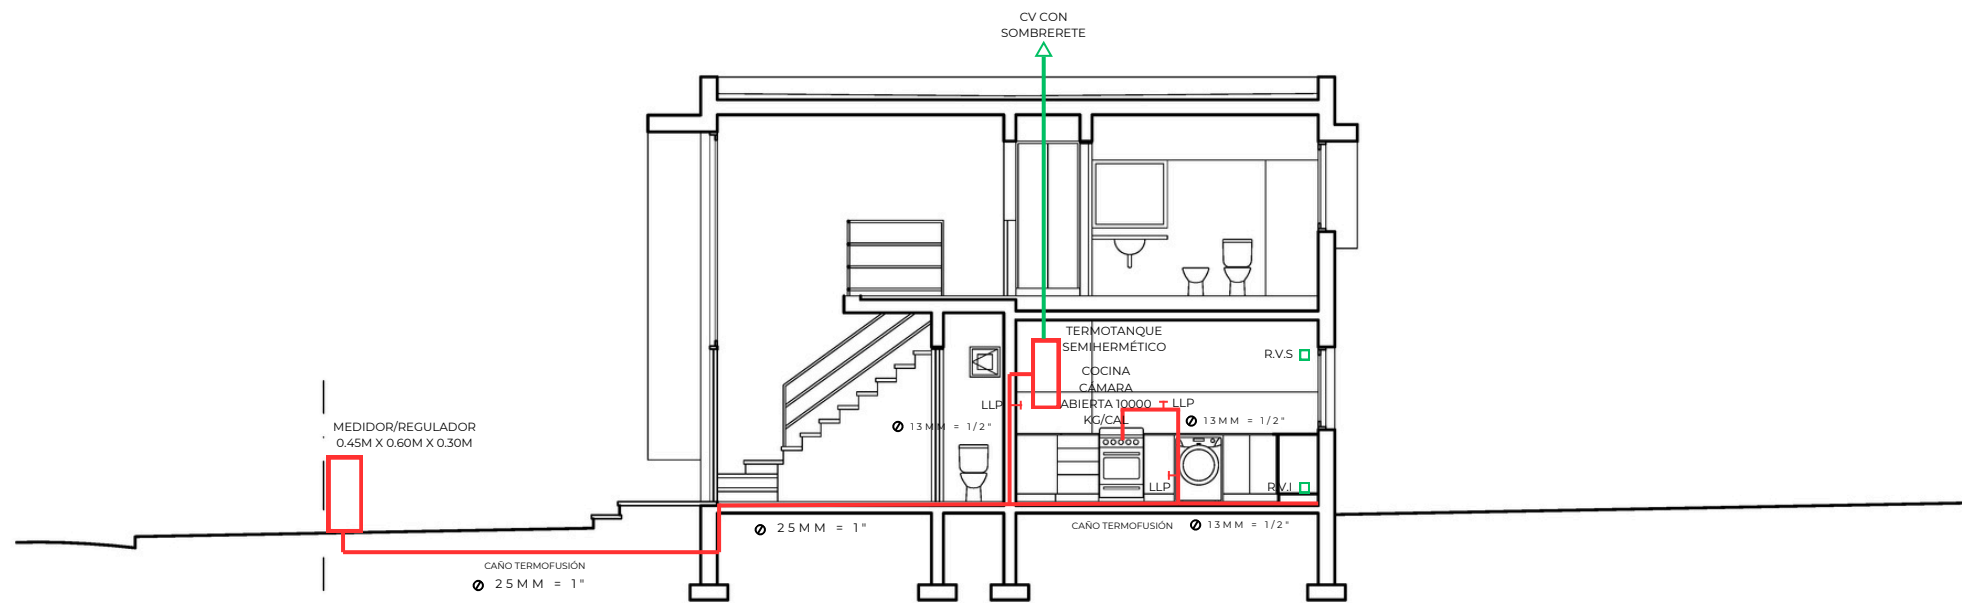 CV CON
SOMBRERETE
TERMOTANQUE
SEMIHERMÉTICO
R.V.S
COCINA
CÁMARA
ABIERTA 10000
KG/CAL
LLP
LLP
Ø 13MM = 1/2"
Ø 13MM = 1/2"
MEDIDOR/REGULADOR
0.45M X 0.60M X 0.30M
LLP
R.V.I
Ø 25MM = 1"
CAÑO TERMOFUSIÓN Ø 13MM = 1/2"
CAÑO TERMOFUSIÓN
Ø 25MM = 1"